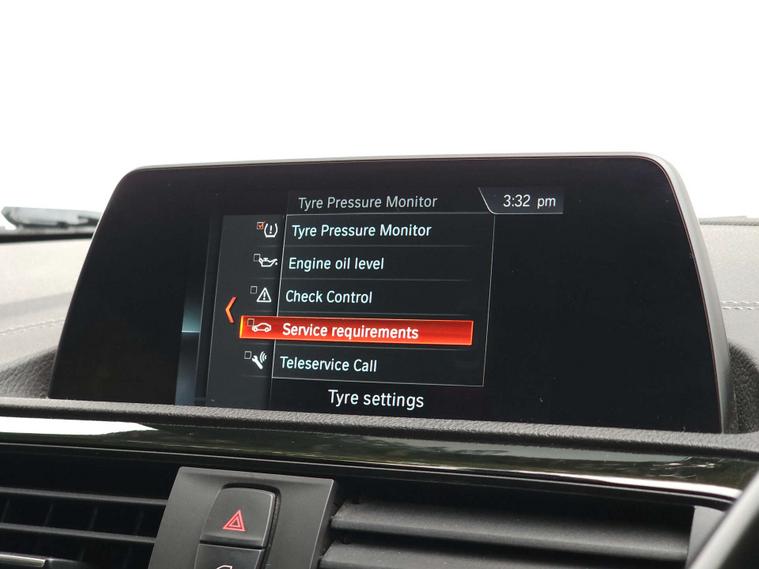 Tyre Pressure Monitor
3:32 pm
Tyre Pressure Monitor
Engine oil level
Check Control
Service requirements
Teleservice Call
Tyre settings